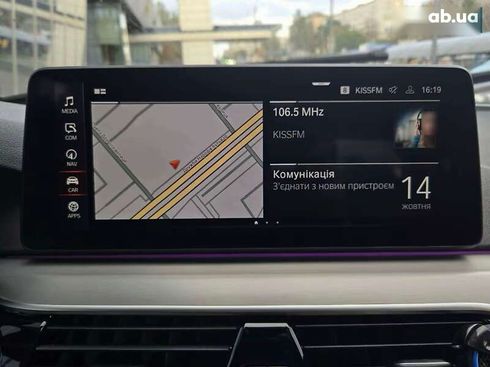 ab.ua
KISSFM 16:19
MEDIA
COM
NAV
CAR
APPS
106.5 MHz
KISSFM
Комунікація
З'єднати з новим пристроєм
14
ЖОВТНЯ